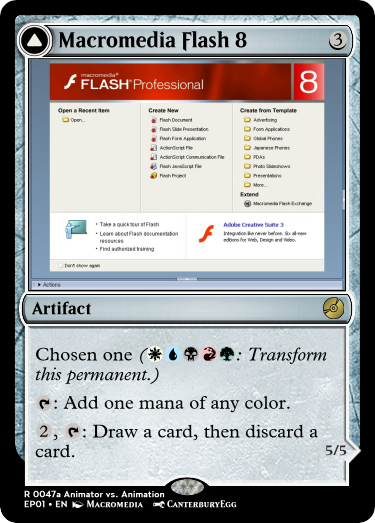 Macromedia Flash 8 3
macromedia®
FLASH® Professional 8
Open a Recent Item
Open...
Create New
Flash Document
Flash Slide Presentation
Flash Form Application
ActionScript File
ActionScript Communication File
Flash JavaScript File
Flash Project
Create from Template
Advertising
Form Applications
Global Phones
Japanese Phones
PDAs
Photo Slideshows
Presentations
More...
Extend
Macromedia Flash Exchange
• Take a quick tour of Flash
• Learn about Flash documentation
resources
• Find authorized training
Adobe Creative Suite 3
Integration like never before. Six all-new
editions for Web, Design and Video.
Don't show again
Actions
Artifact
Chosen one (: Transform
this permanent.)
: Add one mana of any color.
2, : Draw a card, then discard a
card.
5/5
R 0047a Animator vs. Animation
EP01 • EN Macromedia CanterburyEgg